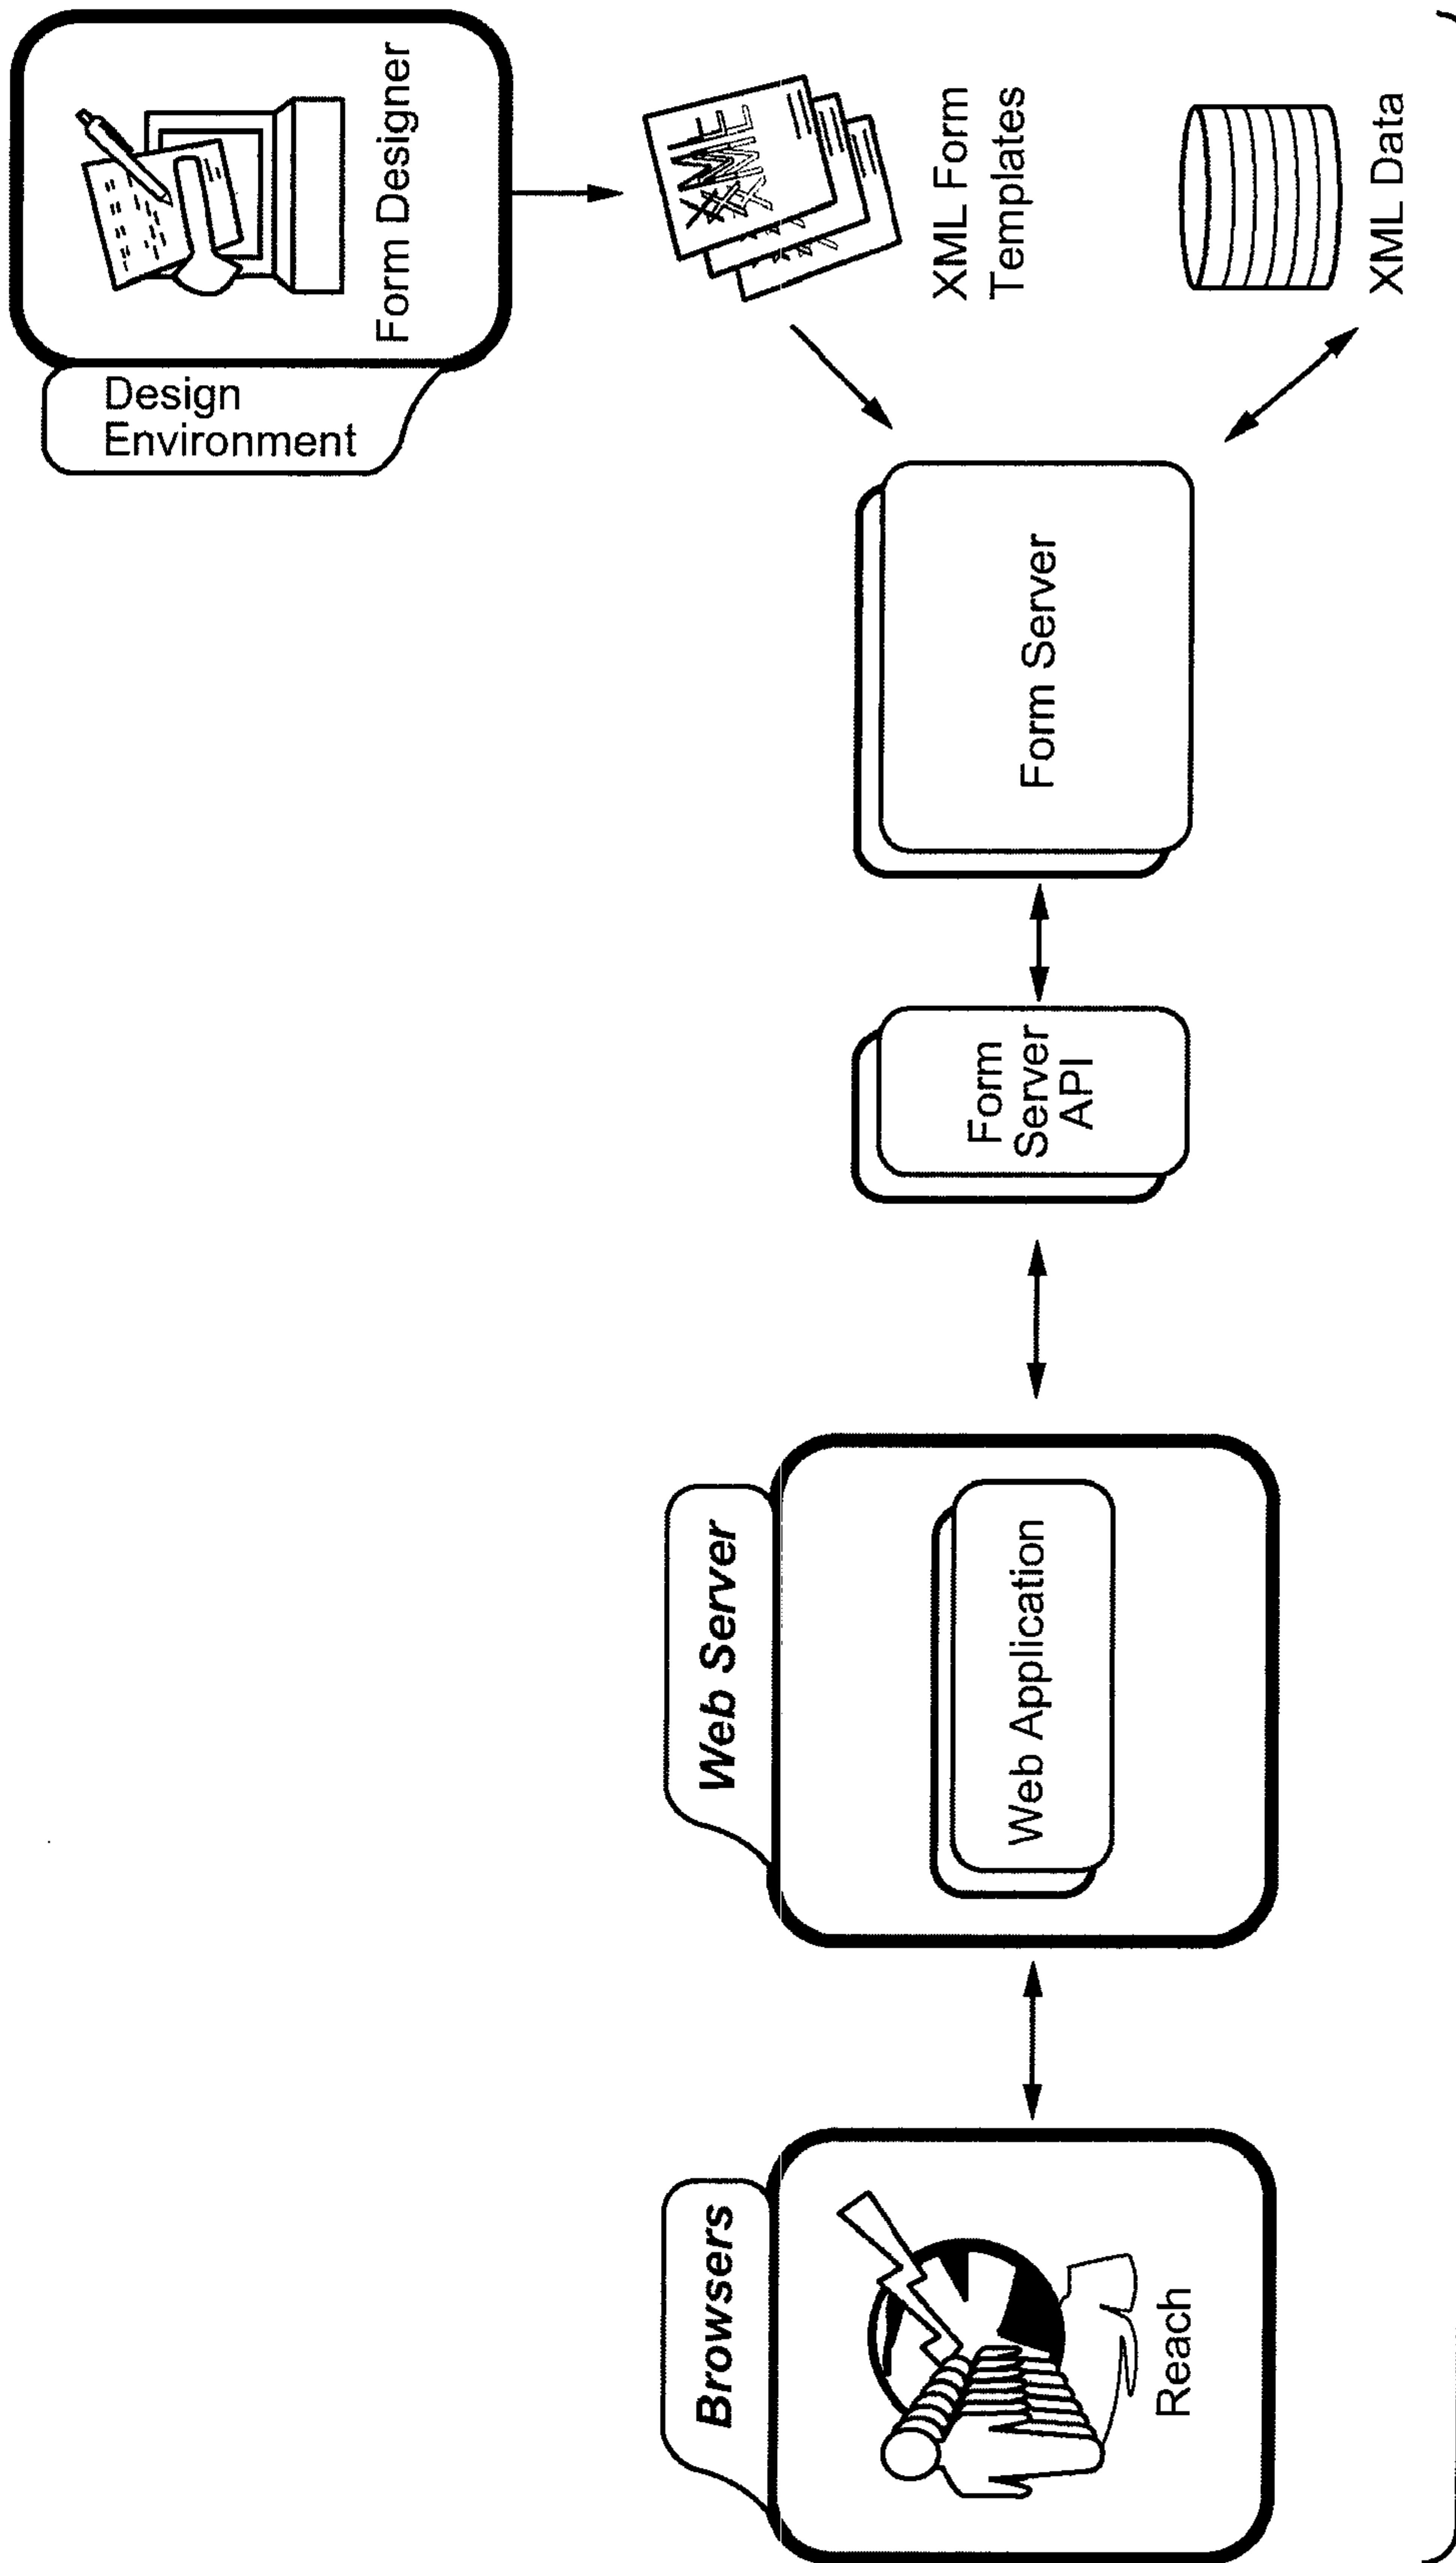 Design
Environment
Form Designer
XML Form
Templates
XML Data
Form Server
Form
Server
API
Web Server
Web Application
Browsers
Reach